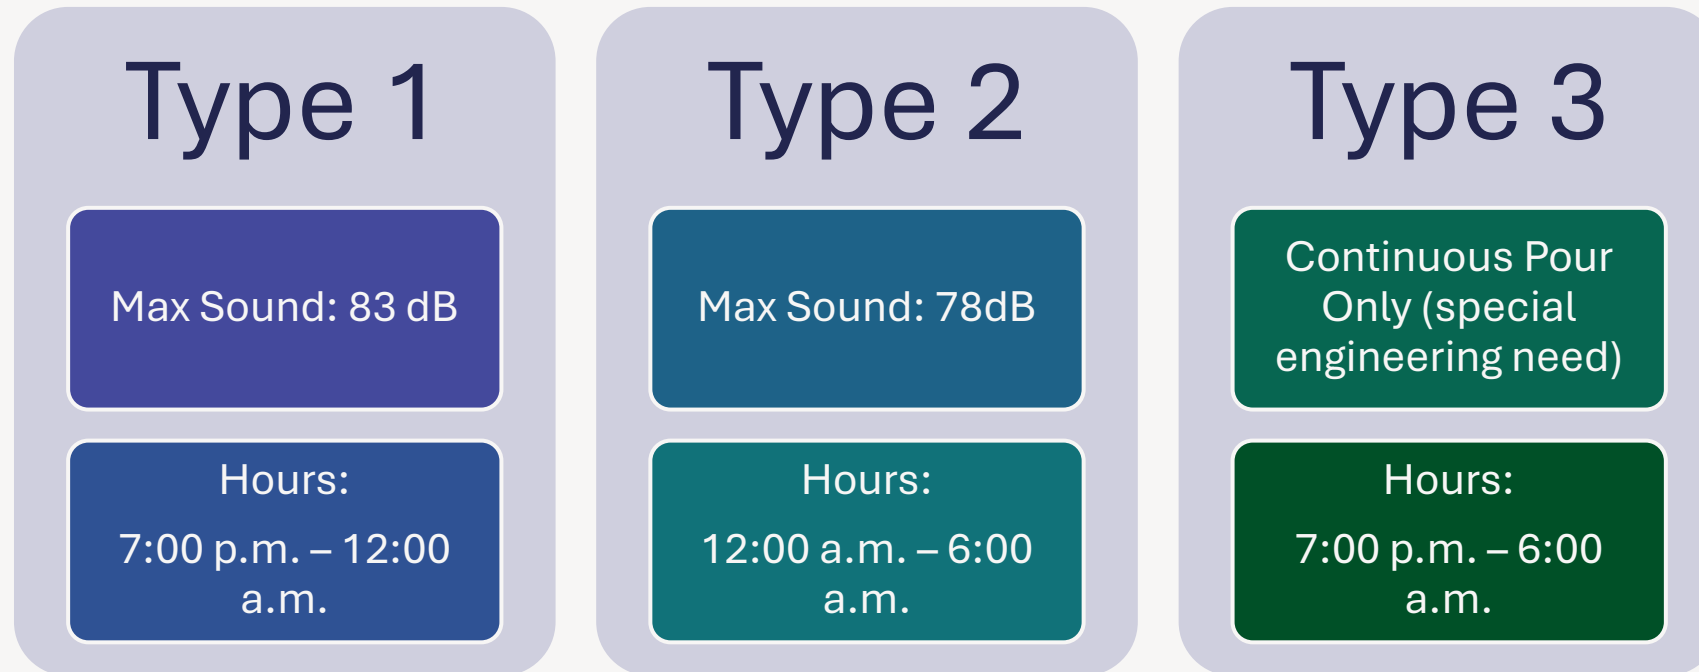 Type 1
Max Sound: 83 dB
Hours:
7:00 p.m. – 12:00
a.m.
Type 2
Max Sound: 78dB
Hours:
12:00 a.m. – 6:00
a.m.
Type 3
Continuous Pour
Only (special
engineering need)
Hours:
7:00 p.m. – 6:00
a.m.